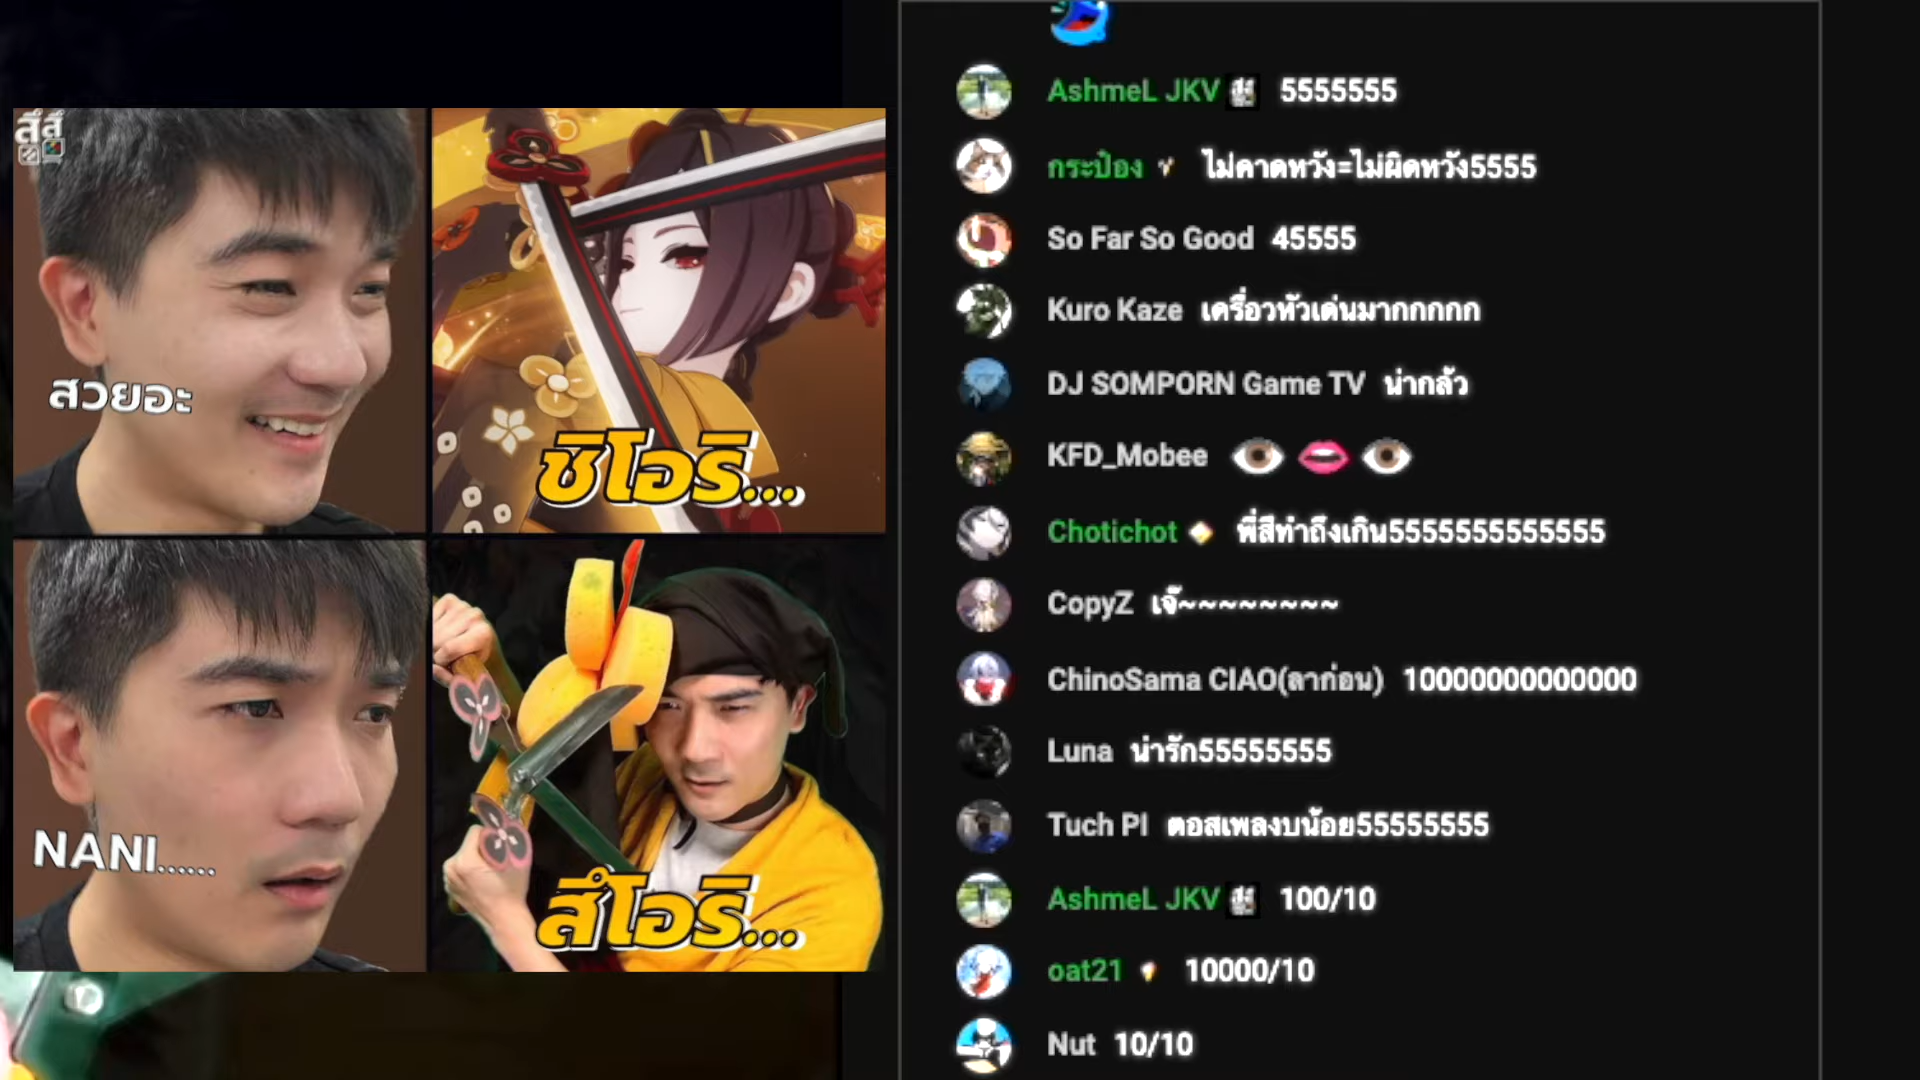 สีสี
สวยอะ
ชิโอริ...
NANI......
สีโอริ...
AshmeL JKV 5555555
กระป๋อง ไม่คาดหวัง=ไม่ผิดหวัง5555
So Far So Good 45555
Kuro Kaze เครื่องหัวเด่นมากกกกก
DJ SOMPORN Game TV น่ากลัว
KFD_Mobee 👁️ 👄 👁️
Chotichot พี่สีทำถึงเกิน5555555555555
CopyZ เจ๊~~~~~~~~
ChinoSama CIAO(ลาก่อน) 10000000000000
Luna น่ารัก55555555
Tuch Pl คอสเพลงบน้อย55555555
AshmeL JKV 100/10
oat21 10000/10
Nut 10/10